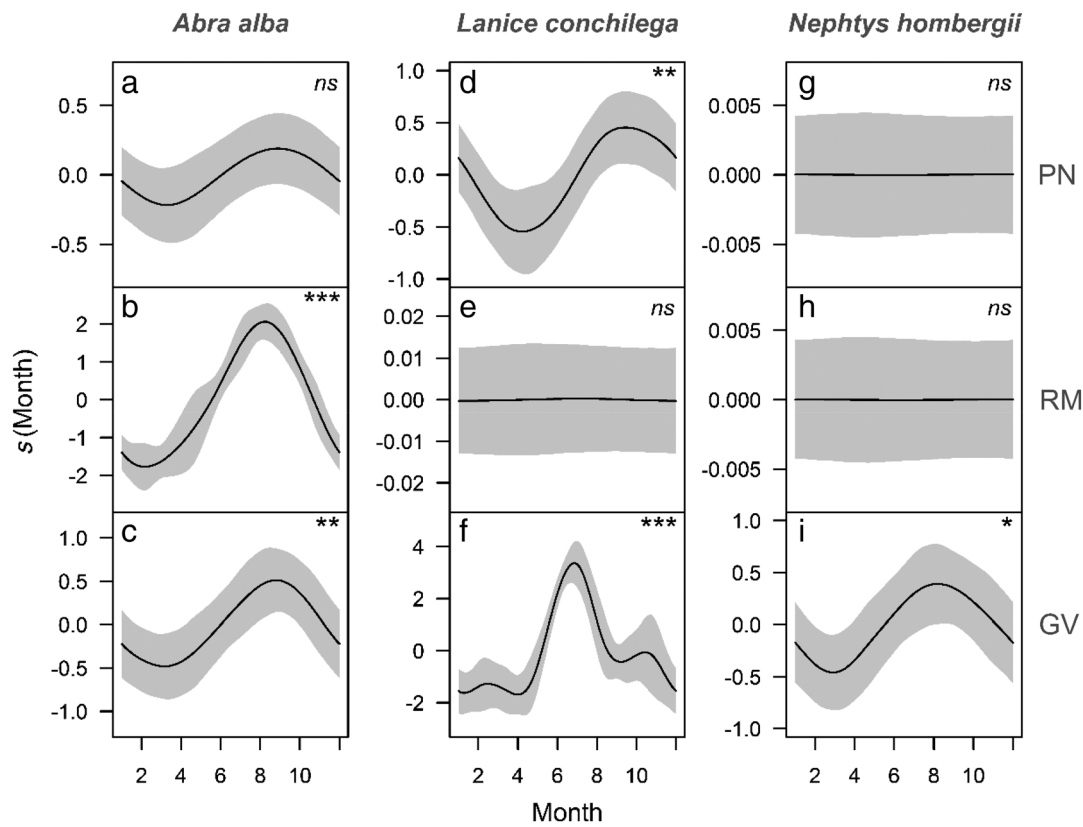 Abra alba Lanice conchilega Nephtys hombergii
a ns
0.5
0.0
-0.5
d **
1.0
0.5
0.0
-0.5
-1.0
g ns
0.005
0.000
-0.005
PN
b ***
2
1
0
-1
-2
e ns
0.02
0.01
0.00
-0.01
-0.02
h ns
0.005
0.000
-0.005
RM
s (Month)
c **
1.0
0.5
0.0
-0.5
-1.0
f ***
4
2
0
-2
i *
1.0
0.5
0.0
-0.5
-1.0
GV
2 4 6 8 10
2 4 6 8 10
2 4 6 8 10
Month